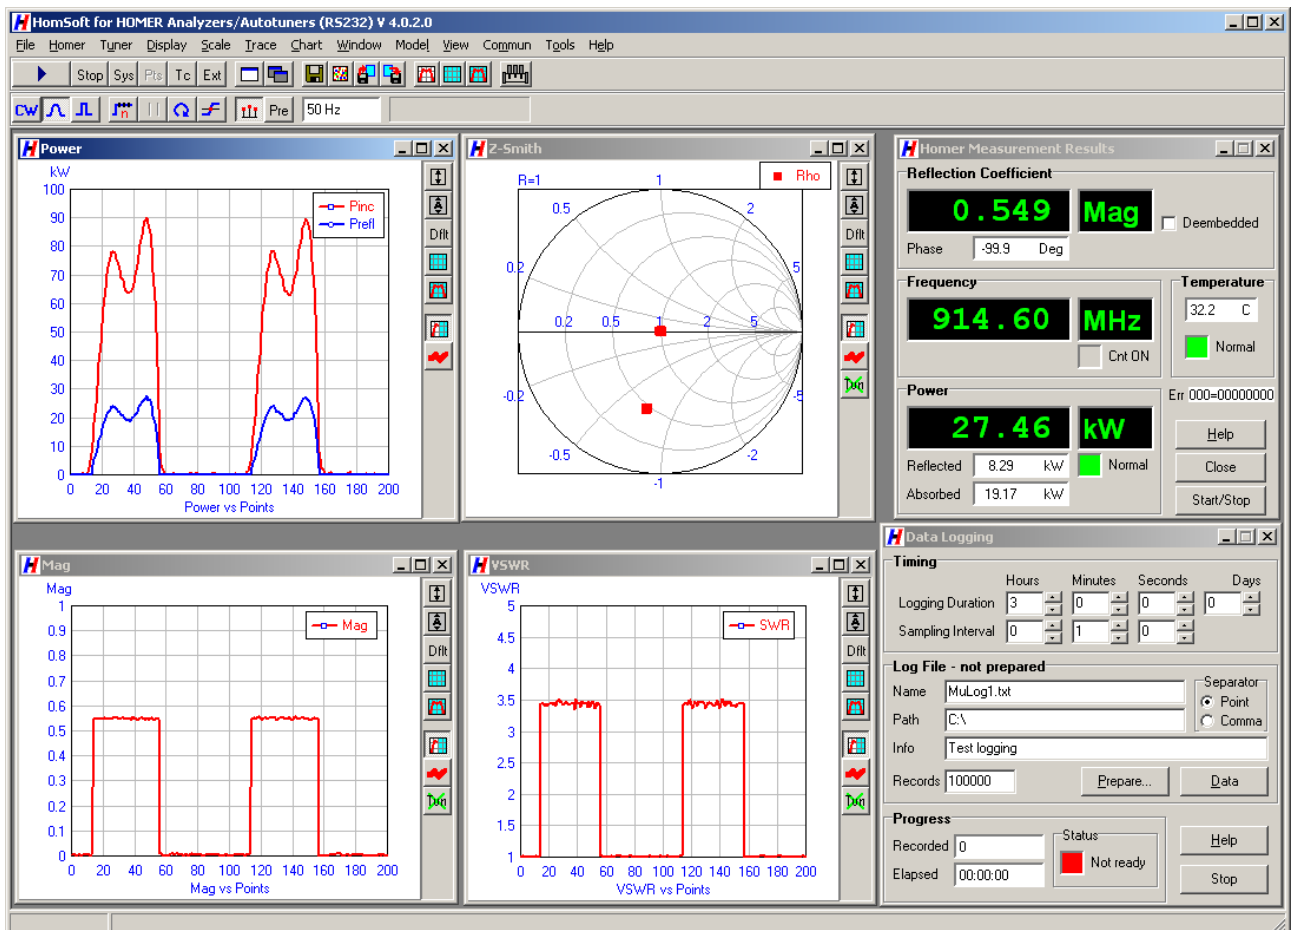 HomSoft for HOMER Analyzers/Autotuners (RS232) V 4.0.2.0
File Homer Tuner Display Scale Trace Chart Window Model View Commun Tools Help
Stop Sys Pts Tc Ext
CW n Pre 50 Hz
Power
kW
100
90
80
70
60
50
40
30
20
10
0
Pinc
Prefl
0 20 40 60 80 100 120 140 160 180 200
Power vs Points
Dflt
Z-Smith
Rho
R=1
1
0.5
2
0.2
5
0.2 0.5 1 2 5
-0.2
-5
-0.5
-2
-1
Dflt
Tun
Homer Measurement Results
Reflection Coefficient
0.549 Mag
Deembedded
Phase -99.9 Deg
Frequency
914.60 MHz
Cnt ON
Temperature
32.2 C
Normal
Power
27.46 kW
Reflected 8.29 kW Normal
Absorbed 19.17 kW
Err 000=00000000
Help
Close
Start/Stop
Mag
Mag
1
0.9
0.8
0.7
0.6
0.5
0.4
0.3
0.2
0.1
0
Mag
0 20 40 60 80 100 120 140 160 180 200
Mag vs Points
Dflt
Tun
VSWR
VSWR
5
4.5
4
3.5
3
2.5
2
1.5
1
SWR
0 20 40 60 80 100 120 140 160 180 200
VSWR vs Points
Dflt
Tun
Data Logging
Timing
Hours Minutes Seconds Days
Logging Duration 3 0 0 0
Sampling Interval 0 1 0
Log File - not prepared
Name MuLog1.txt
Path C:\
Separator
Point
Comma
Info Test logging
Records 100000 Prepare... Data
Progress
Recorded 0
Elapsed 00:00:00
Status
Not ready
Help
Stop